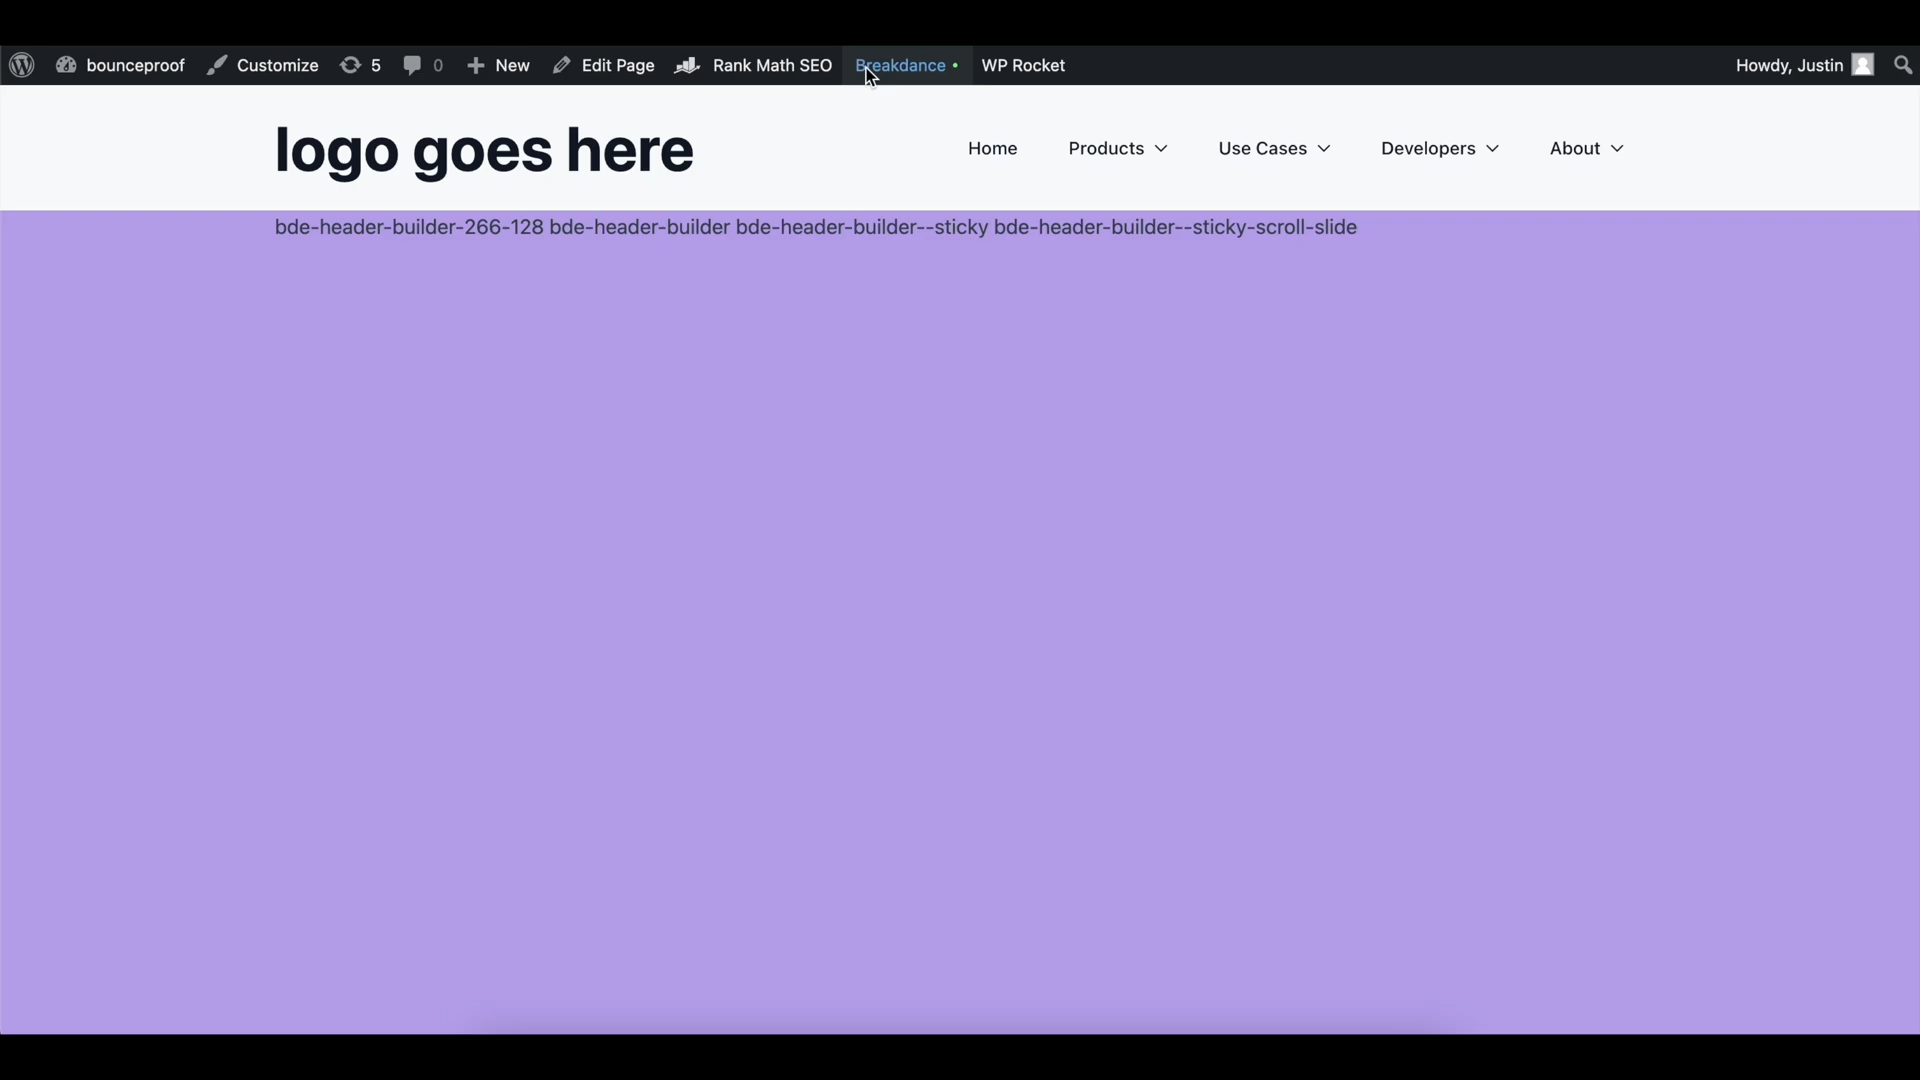 bounceproof Customize 5 0 New Edit Page Rank Math SEO Breakdance WP Rocket Howdy, Justin
logo goes here Home Products Use Cases Developers About
bde-header-builder-266-128 bde-header-builder bde-header-builder--sticky bde-header-builder--sticky-scroll-slide